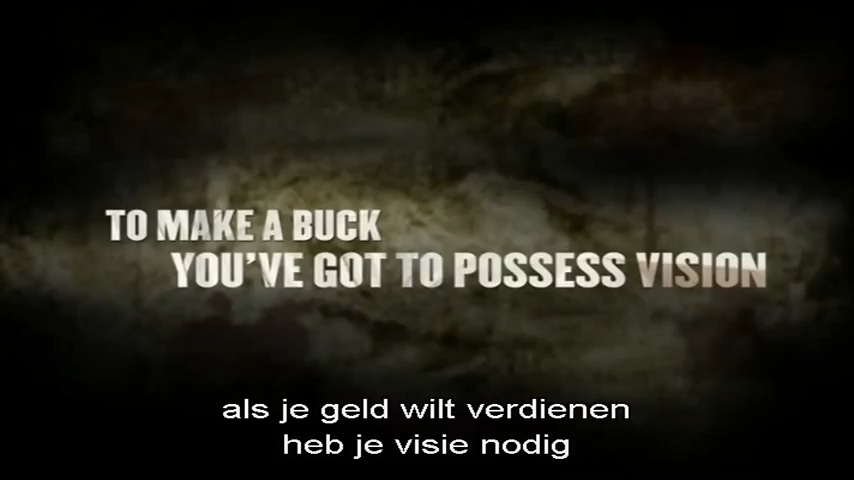 TO MAKE A BUCK
YOU'VE GOT TO POSSESS VISION
als je geld wilt verdienen
heb je visie nodig